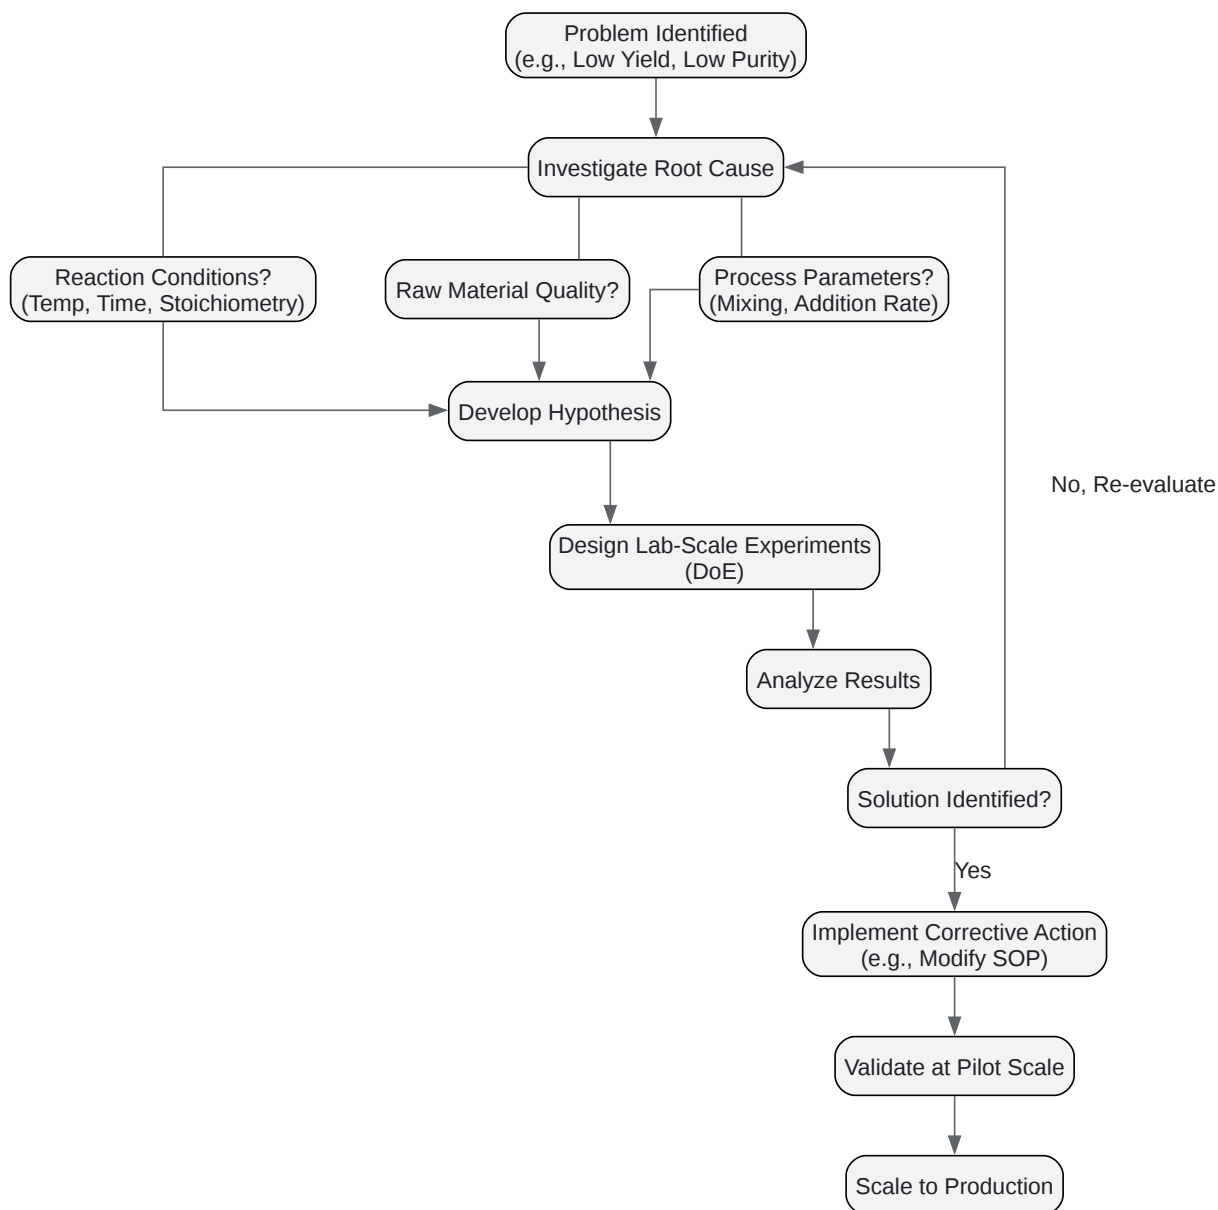 Problem Identified
(e.g., Low Yield, Low Purity)
Investigate Root Cause
Reaction Conditions?
(Temp, Time, Stoichiometry)
Raw Material Quality?
Process Parameters?
(Mixing, Addition Rate)
Develop Hypothesis
No, Re-evaluate
Design Lab-Scale Experiments
(DoE)
Analyze Results
Solution Identified?
Yes
Implement Corrective Action
(e.g., Modify SOP)
Validate at Pilot Scale
Scale to Production